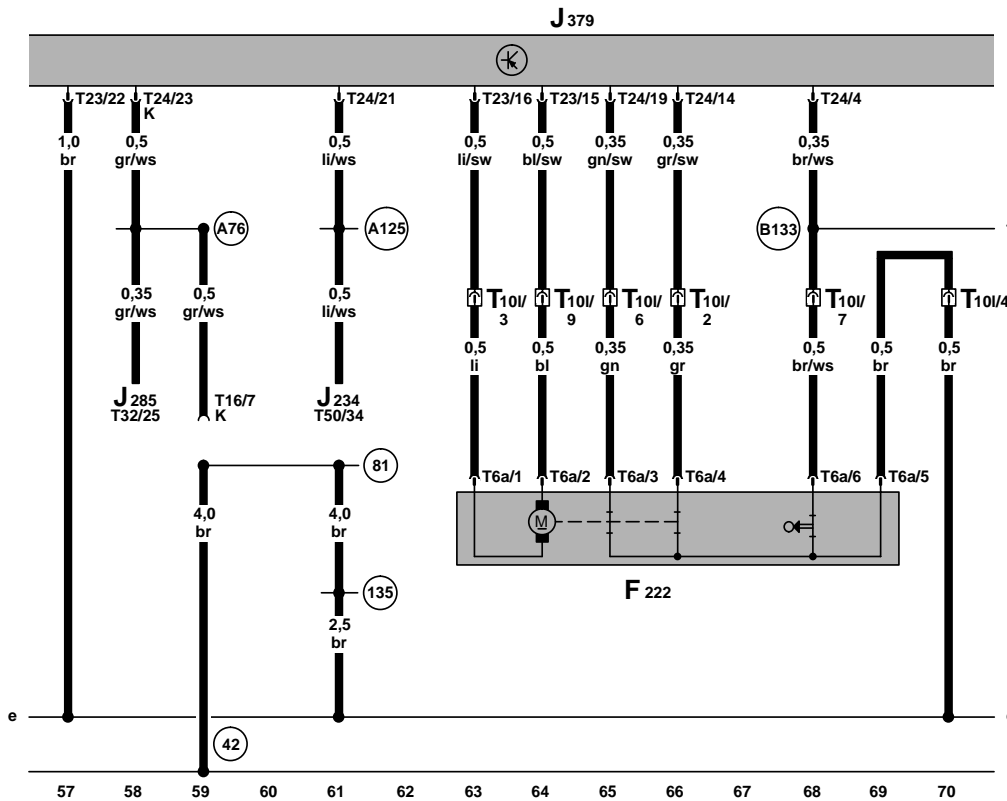 J 379
T23/22 T24/23 T24/21 T23/16 T23/15 T24/19 T24/14 T24/4
K
1,0 0,5 0,5 0,5 0,5 0,35 0,35 0,35
br gr/ws li/ws li/sw bl/sw gn/sw gr/sw br/ws
A76 A125 B133
0,35 0,5 0,5
gr/ws gr/ws li/ws
T10l/ T10l/ T10l/ T10l/ T10l/ T10l/4
3 9 6 2 7
0,5 0,5 0,35 0,35 0,5 0,5 0,5
li bl gn gr br/ws br br
J 285 T16/7 J 234
T32/25 K T50/34
81
T6a/1 T6a/2 T6a/3 T6a/4 T6a/6 T6a/5
4,0 4,0
br br
M
F 222
135
2,5
br
e
42
57 58 59 60 61 62 63 64 65 66 67 68 69 70